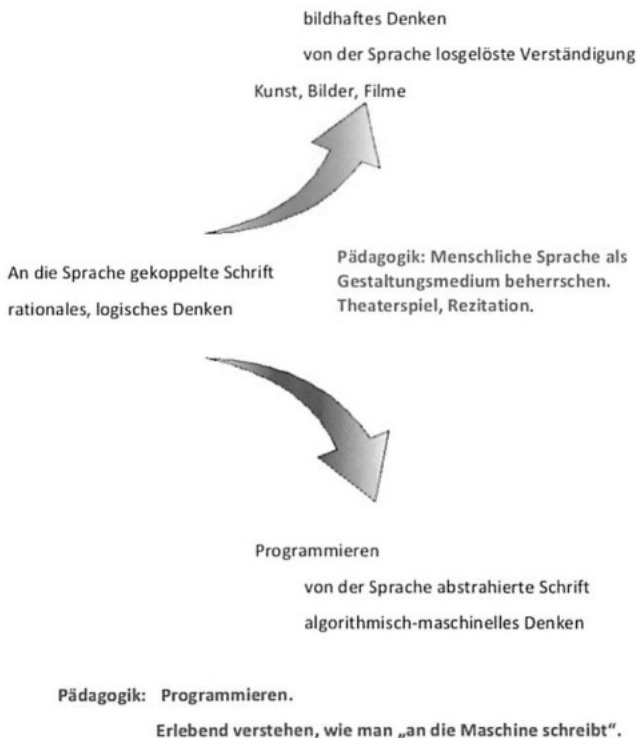 bildhaftes Denken
von der Sprache losgelöste Verständigung
Kunst, Bilder, Filme
An die Sprache gekoppelte Schrift
rationales, logisches Denken
Pädagogik: Menschliche Sprache als
Gestaltungsmedium beherrschen.
Theaterspiel, Rezitation.
Programmieren
von der Sprache abstrahierte Schrift
algorithmisch-maschinelles Denken
Pädagogik: Programmieren.
Erlebend verstehen, wie man „an die Maschine schreibt“.